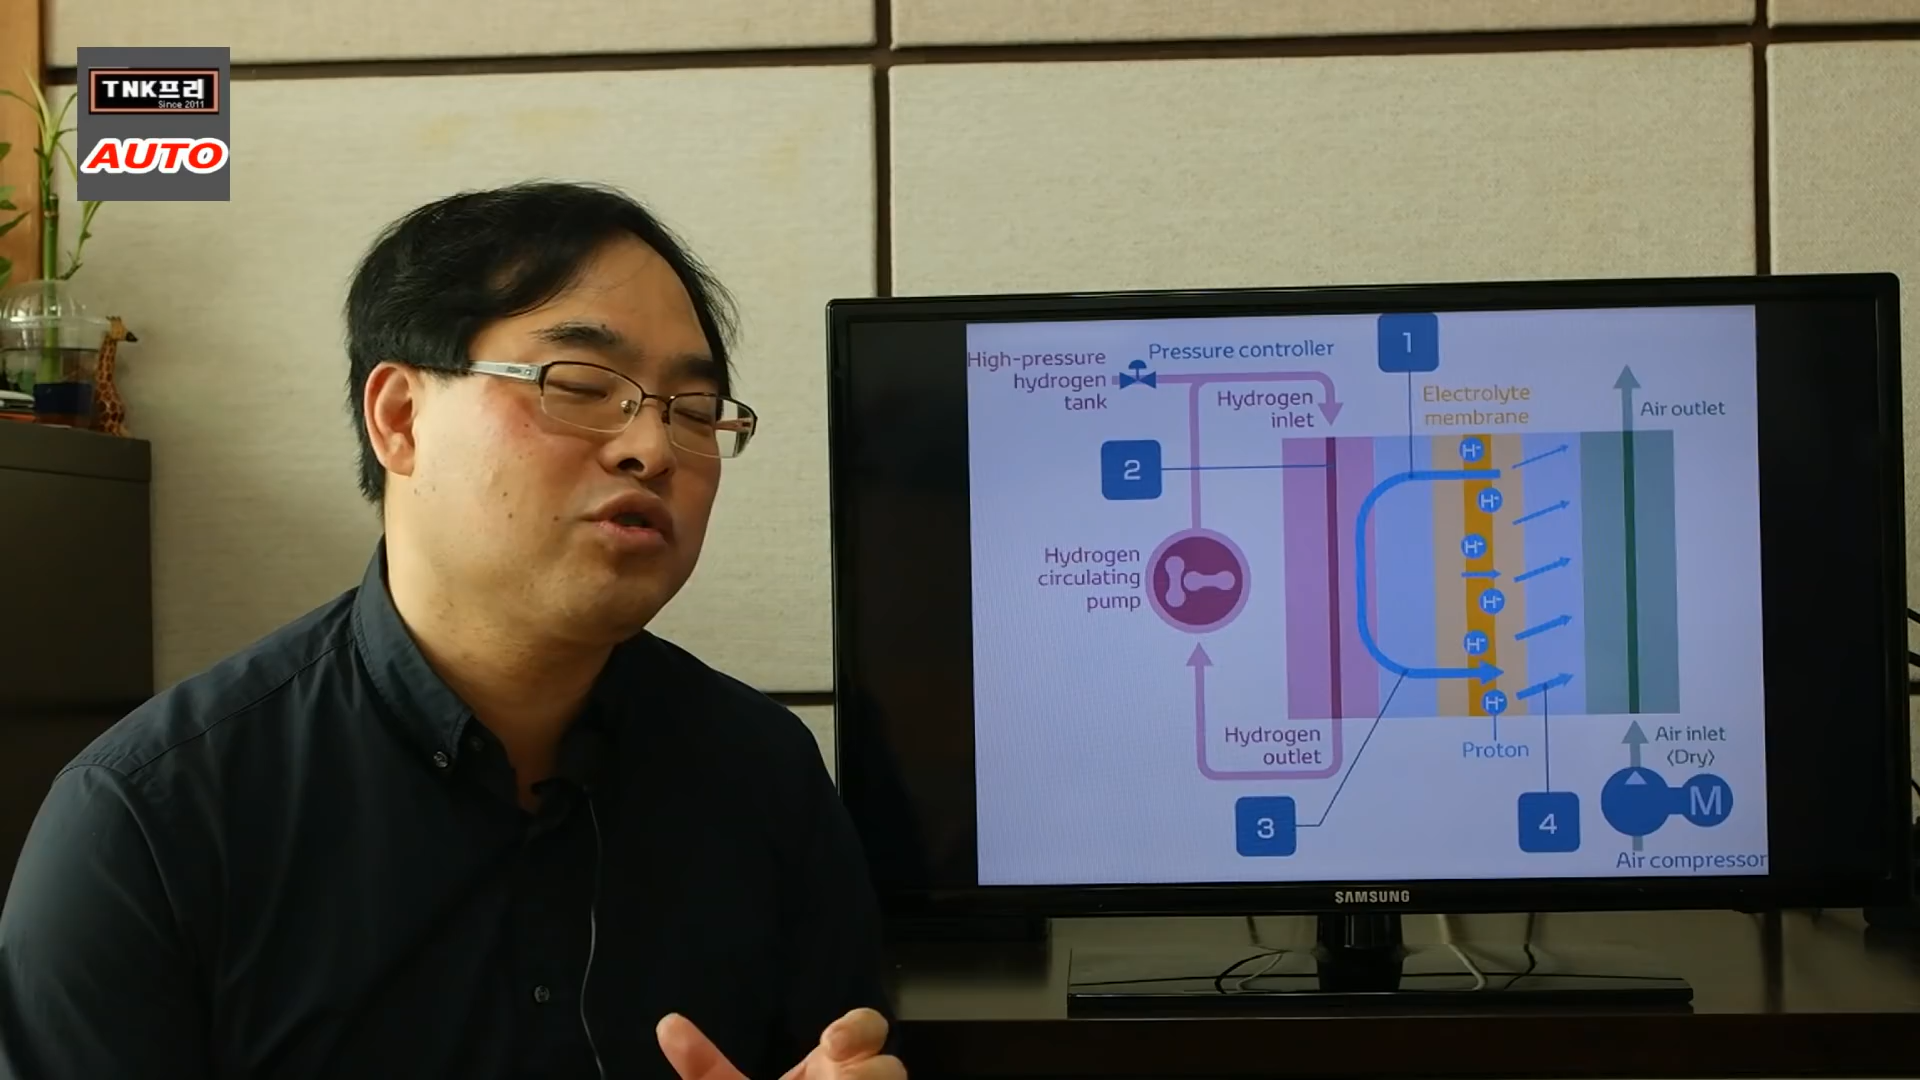 TNK프리
Since 2011
AUTO
High-pressure
hydrogen
tank
Pressure controller
1
Hydrogen
inlet
Electrolyte
membrane
Air outlet
2
H⁺
H⁺
H⁺
H⁺
H⁺
H⁺
Hydrogen
circulating
pump
Hydrogen
outlet
Proton
Air inlet
〈Dry〉
3
4
M
Air compressor
SAMSUNG